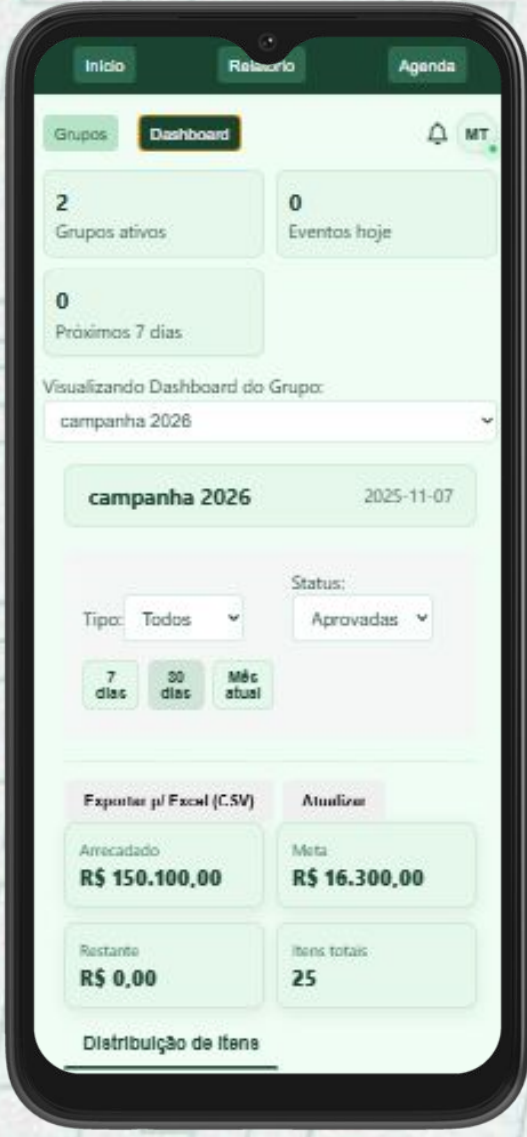 Início Relatório Agenda
Grupos Dashboard MT
2 0
Grupos ativos Eventos hoje
0
Próximos 7 dias
Visualizando Dashboard do Grupo:
campanha 2026
campanha 2026 2025-11-07
Status:
Tipo: Todos Aprovadas
7 30 Mês
dias dias atual
Exportar p/ Excel (CSV) Atualizar
Arrecadado Meta
R$ 150.100,00 R$ 16.300,00
Restante Itens totais
R$ 0,00 25
Distribuição de Itens